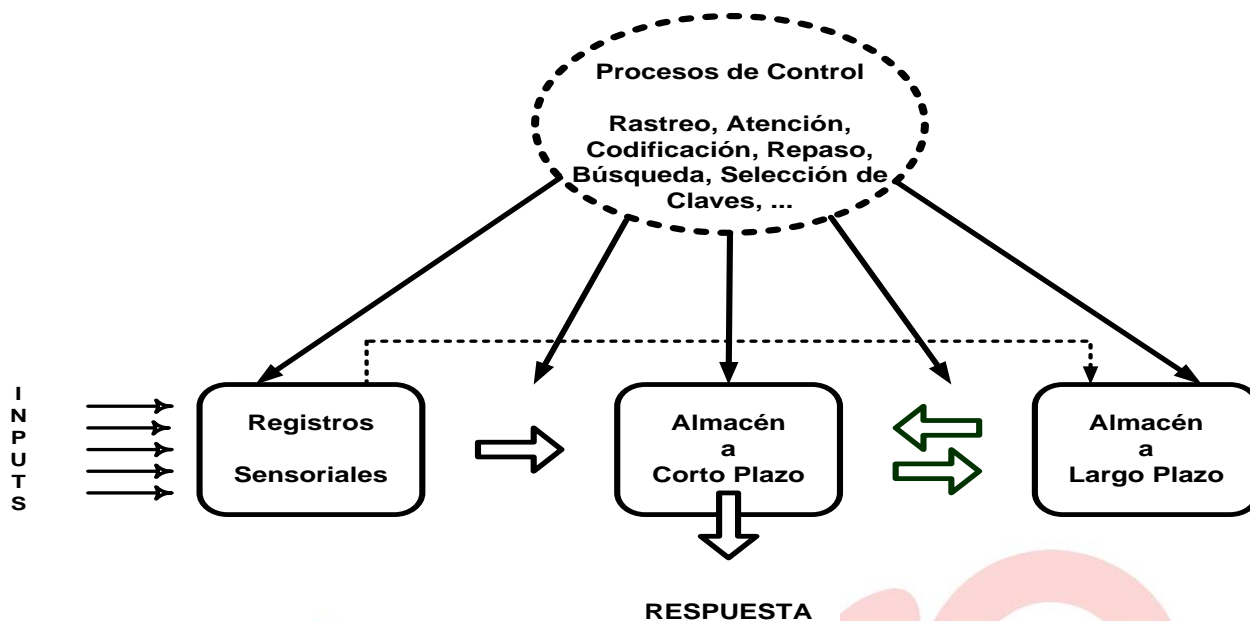 Procesos de Control
Rastreo, Atención,
Codificación, Repaso,
Búsqueda, Selección de
Claves, ...
INPUTS
Registros
Sensoriales
Almacén
a
Corto Plazo
Almacén
a
Largo Plazo
RESPUESTA